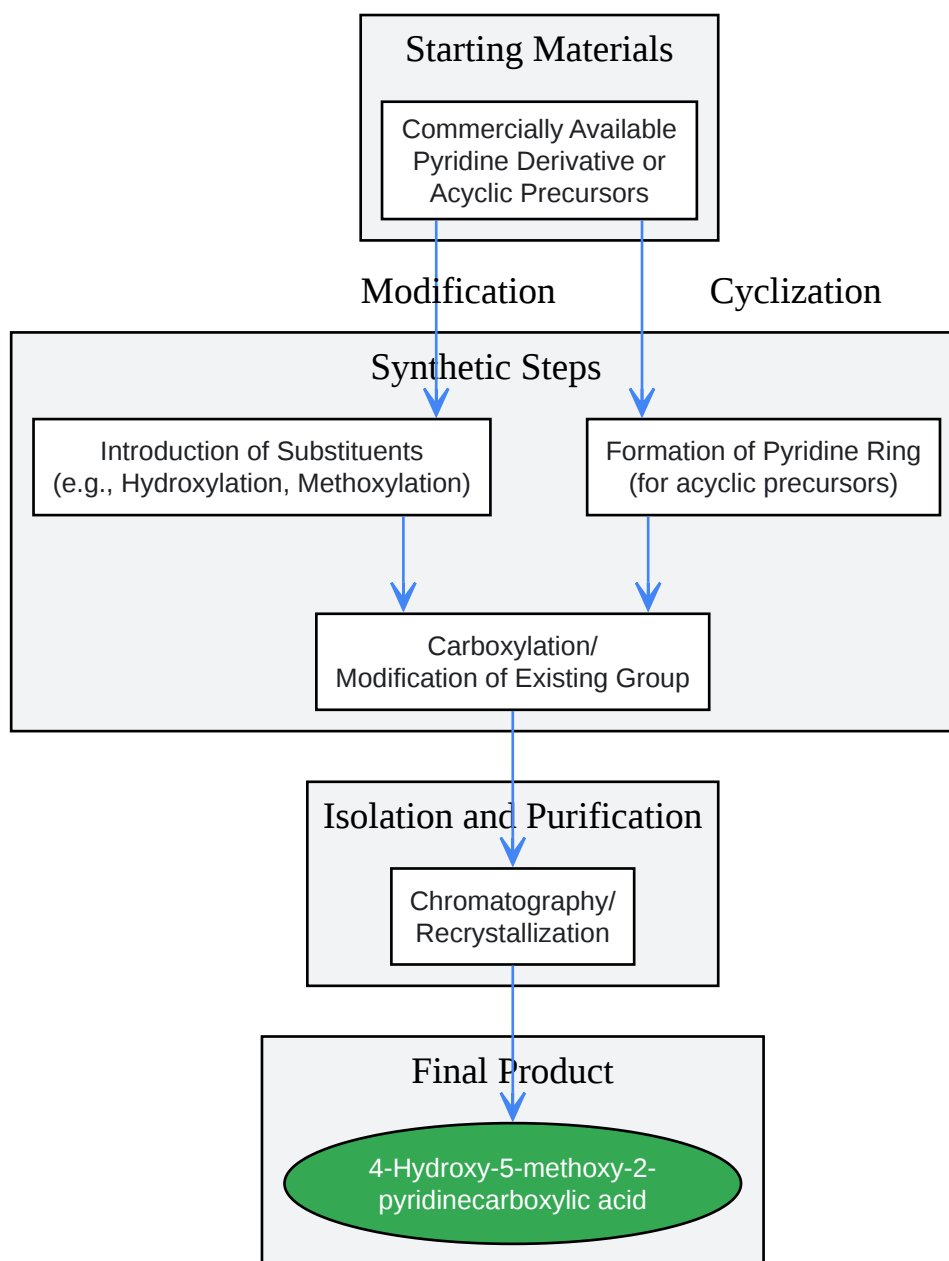 Starting Materials
Commercially Available
Pyridine Derivative or
Acyclic Precursors
Modification
Cyclization
Synthetic Steps
Introduction of Substituents
(e.g., Hydroxylation, Methoxylation)
Formation of Pyridine Ring
(for acyclic precursors)
Carboxylation/
Modification of Existing Group
Isolation and Purification
Chromatography/
Recrystallization
Final Product
4-Hydroxy-5-methoxy-2-
pyridinecarboxylic acid